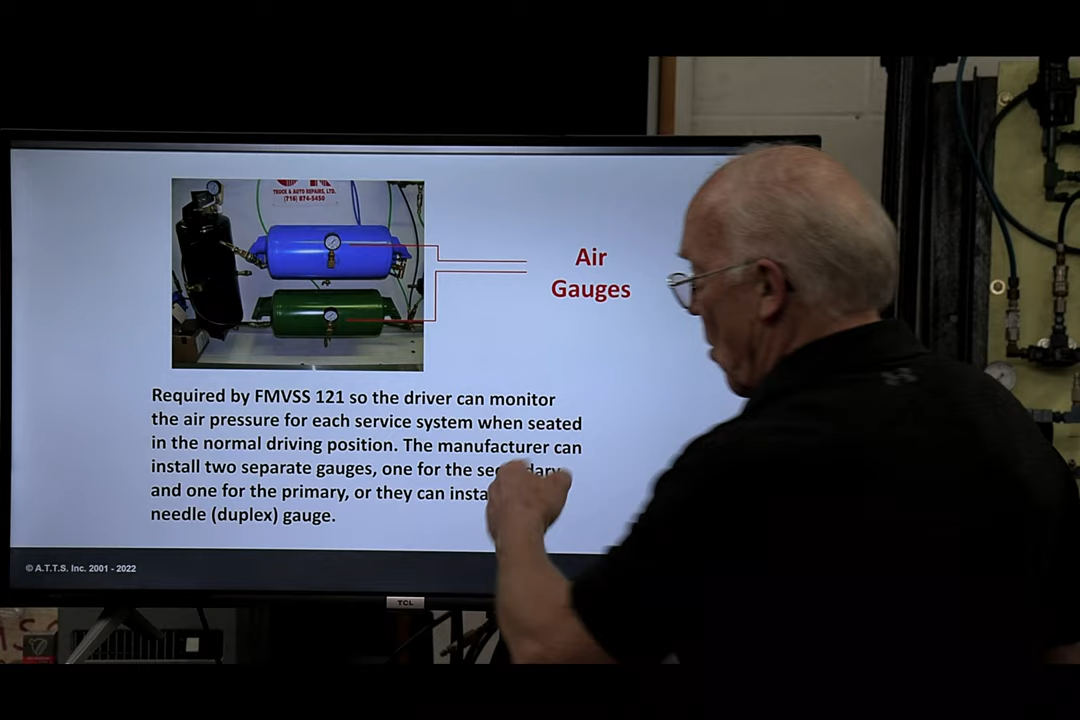 TRUCK & AUTO REPAIRS, LTD.
(716) 874-5450
Air
Gauges
Required by FMVSS 121 so the driver can monitor
the air pressure for each service system when seated
in the normal driving position. The manufacturer can
install two separate gauges, one for the
and one for the primary, or they can
needle (duplex) gauge.
© A.T.T.S. Inc. 2001 - 2022
TCL